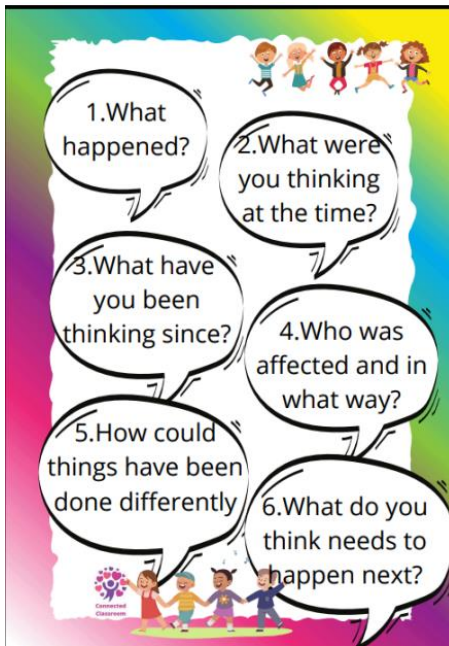 1.What
happened?
2.What were
you thinking
at the time?
3.What have
you been
thinking since?
4.Who was
affected and in
what way?
5.How could
things have been
done differently
6.What do you
think needs to
happen next?
Connected
Classroom